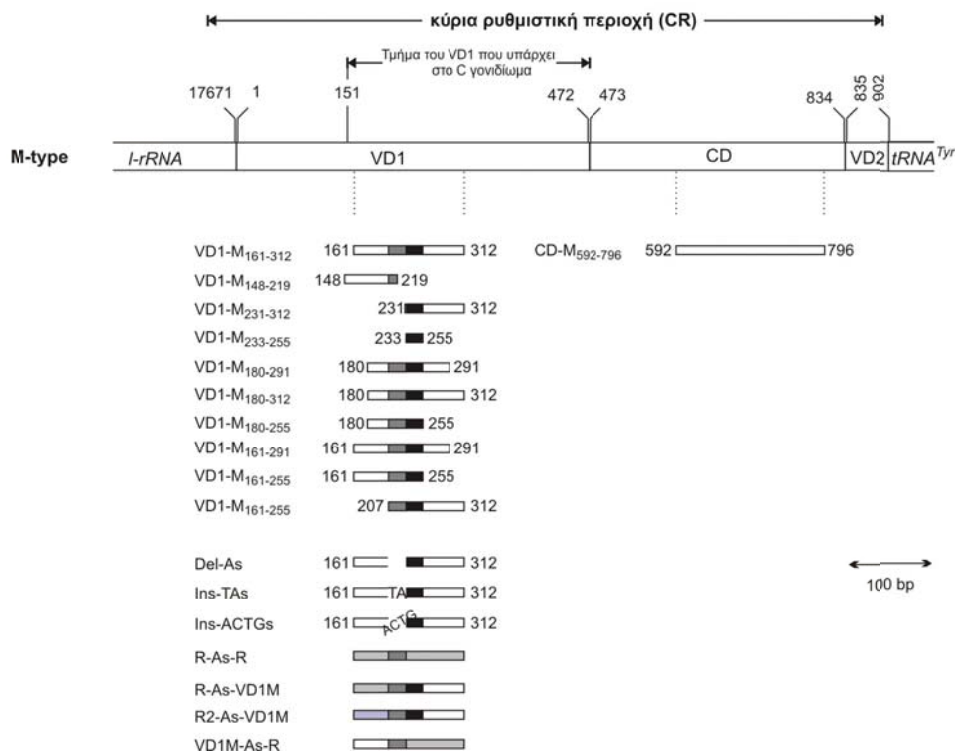 κύρια ρυθμιστική περιοχή (CR)
Τμήμα του VD1 που υπάρχει
στο C γονιδίωμα
17671 1 151 472 473 834 835 902
M-type l-rRNA VD1 CD VD2 tRNA Tyr
VD1-M161-312 161 312 CD-M592-796 592 796
VD1-M148-219 148 219
VD1-M231-312 231 312
VD1-M233-255 233 255
VD1-M180-291 180 291
VD1-M180-312 180 312
VD1-M180-255 180 255
VD1-M161-291 161 291
VD1-M161-255 161 255
VD1-M161-255 207 312
Del-As 161 312
Ins-TAs 161 TA 312
100 bp
Ins-ACTGs 161 ACTG 312
R-As-R
R-As-VD1M
R2-As-VD1M
VD1M-As-R